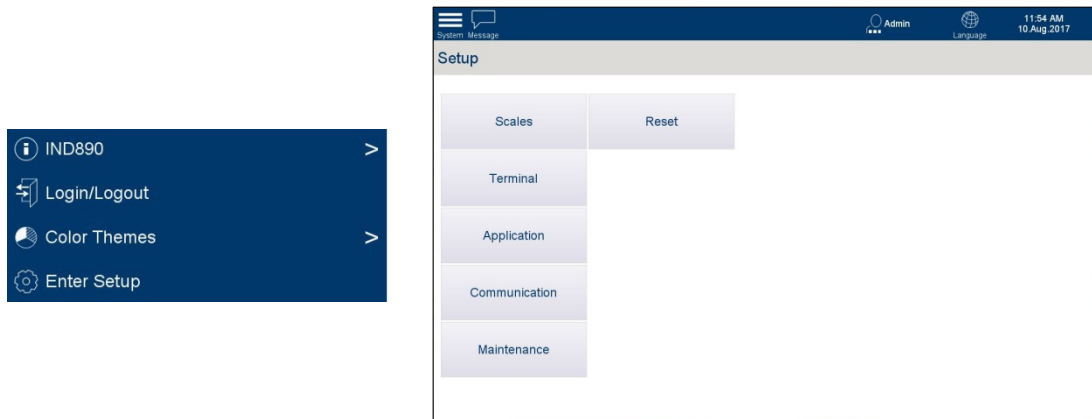 IND890 >
Login/Logout
Color Themes >
Enter Setup
System Message
Admin
Language
11:54 AM
10.Aug.2017
Setup
Scales Reset
Terminal
Application
Communication
Maintenance